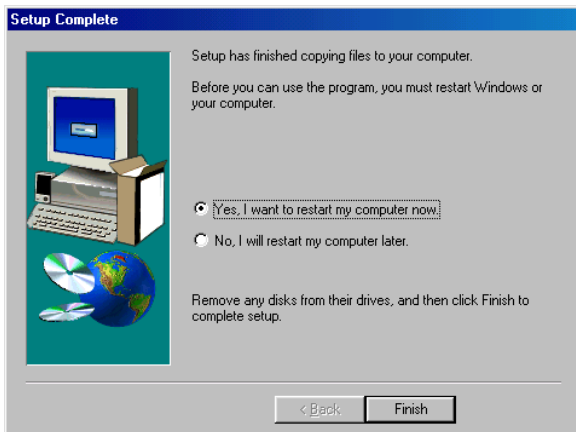 Setup Complete
Setup has finished copying files to your computer.
Before you can use the program, you must restart Windows or
your computer.
Yes, I want to restart my computer now.
No, I will restart my computer later.
Remove any disks from their drives, and then click Finish to
complete setup.
< Back
Finish